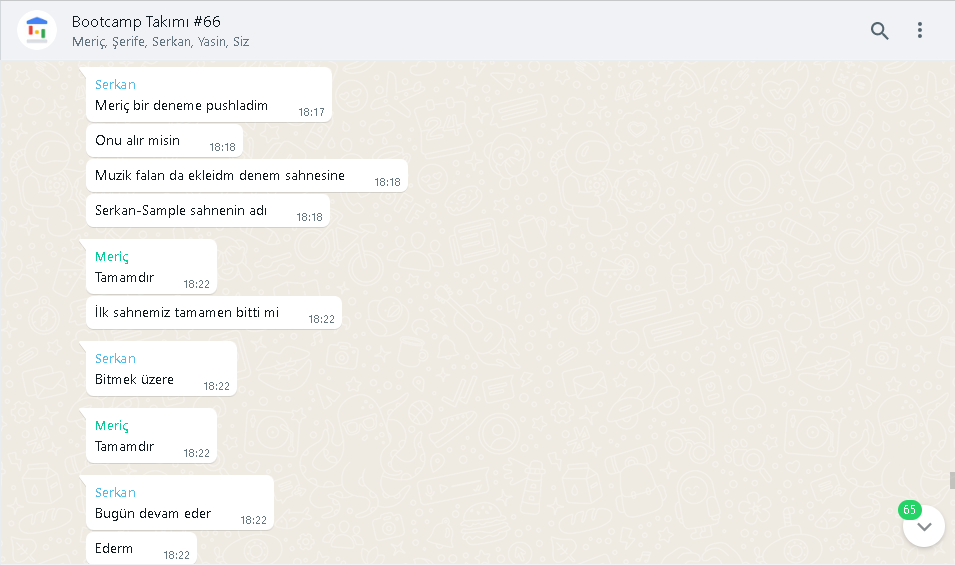 Bootcamp Takımı #66
Meriç, Şerife, Serkan, Yasin, Siz
Serkan
Meriç bir deneme pushladim
18:17
Onu alır misin
18:18
Muzik falan da ekleidm denem sahnesine
18:18
Serkan-Sample sahnenin adı
18:18
Meriç
Tamamdır
18:22
İlk sahnemiz tamamen bitti mi
18:22
Serkan
Bitmek üzere
18:22
Meriç
Tamamdır
18:22
Serkan
Bugün devam eder
18:22
Ederm
18:22
65